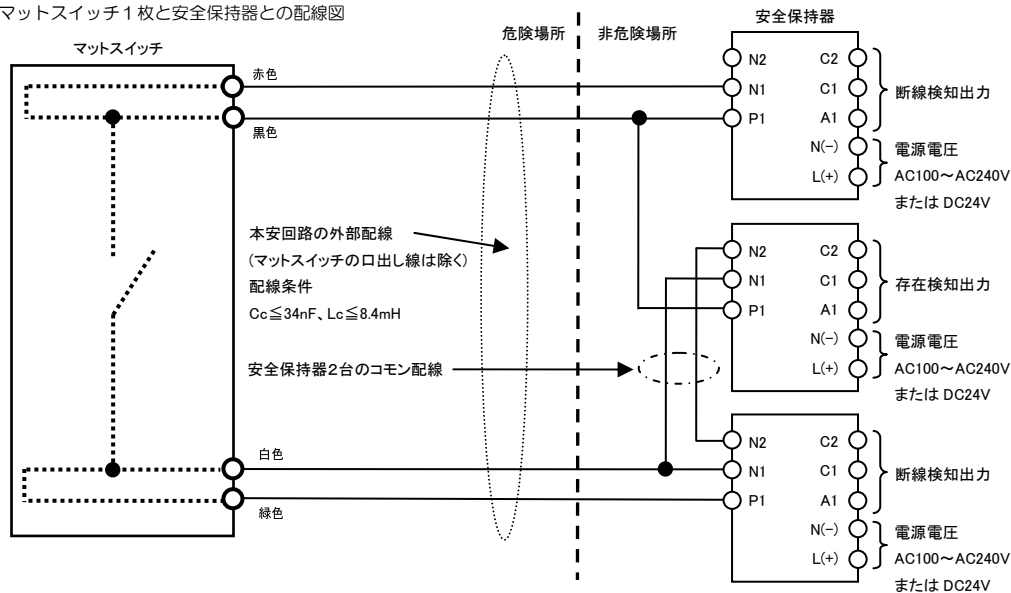 マットスイッチ1枚と安全保持器との配線図
マットスイッチ
危険場所
非危険場所
安全保持器
赤色
黒色
N2
N1
P1
C2
C1
A1
N(-)
L(+)
断線検知出力
電源電圧
AC100～AC240V
または DC24V
本安回路の外部配線
(マットスイッチの口出し線は除く)
配線条件
Cc≦34nF、Lc≦8.4mH
安全保持器2台のコモン配線
N2
N1
P1
C2
C1
A1
N(-)
L(+)
存在検知出力
電源電圧
AC100～AC240V
または DC24V
白色
緑色
N2
N1
P1
C2
C1
A1
N(-)
L(+)
断線検知出力
電源電圧
AC100～AC240V
または DC24V